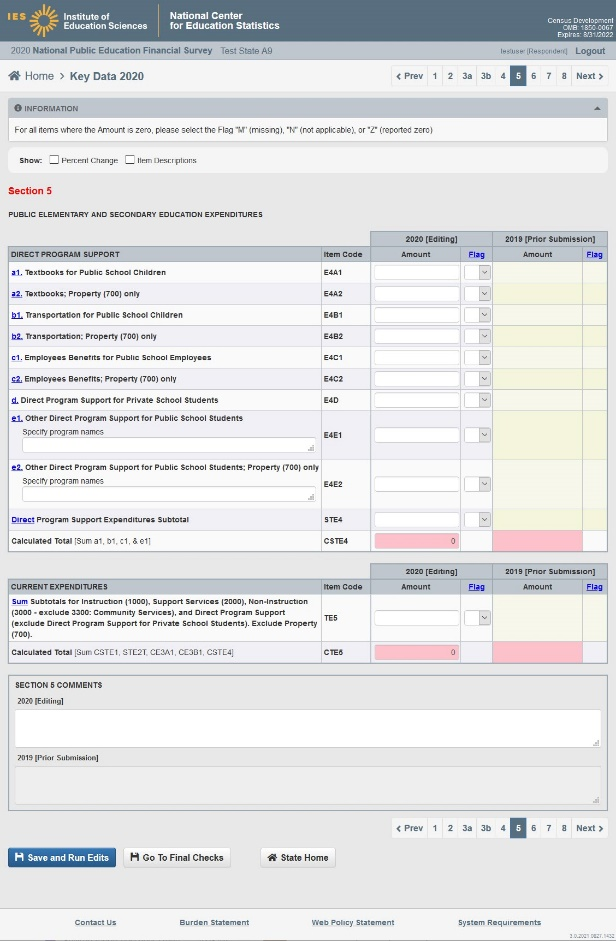 IES Institute of Education Sciences
National Center for Education Statistics
Census Development
OMB: 1850-0067
Expires: 8/31/2022
2020 National Public Education Financial Survey Test State A9
testuser [Respondent] Logout
Home > Key Data 2020
Prev 1 2 3a 3b 4 5 6 7 8 Next
INFORMATION
For all items where the Amount is zero, please select the Flag "M" (missing), "N" (not applicable), or "Z" (reported zero)
Show: Percent Change Item Descriptions
Section 5
PUBLIC ELEMENTARY AND SECONDARY EDUCATION EXPENDITURES
2020 [Editing] 2019 [Prior Submission]
DIRECT PROGRAM SUPPORT Item Code Amount Flag Amount Flag
a1. Textbooks for Public School Children E4A1
a2. Textbooks; Property (700) only E4A2
b1. Transportation for Public School Children E4B1
b2. Transportation; Property (700) only E4B2
c1. Employees Benefits for Public School Employees E4C1
c2. Employees Benefits; Property (700) only E4C2
d. Direct Program Support for Private School Students E4D
e1. Other Direct Program Support for Public School Students
Specify program names
E4E1
e2. Other Direct Program Support for Public School Students; Property (700) only
Specify program names
E4E2
Direct Program Support Expenditures Subtotal STE4
Calculated Total [Sum a1, b1, c1, & e1] CSTE4 0
2020 [Editing] 2019 [Prior Submission]
CURRENT EXPENDITURES Item Code Amount Flag Amount Flag
Sum Subtotals for Instruction (1000), Support Services (2000), Non-Instruction
(3000 - exclude 3300: Community Services), and Direct Program Support
(exclude Direct Program Support for Private School Students). Exclude Property
(700).
TE5
Calculated Total [Sum CSTE1, STE2T, CE3A1, CE3B1, CSTE4] CTE5 0
SECTION 5 COMMENTS
2020 [Editing]
2019 [Prior Submission]
Prev 1 2 3a 3b 4 5 6 7 8 Next
Save and Run Edits Go To Final Checks State Home
Contact Us Burden Statement Web Policy Statement System Requirements